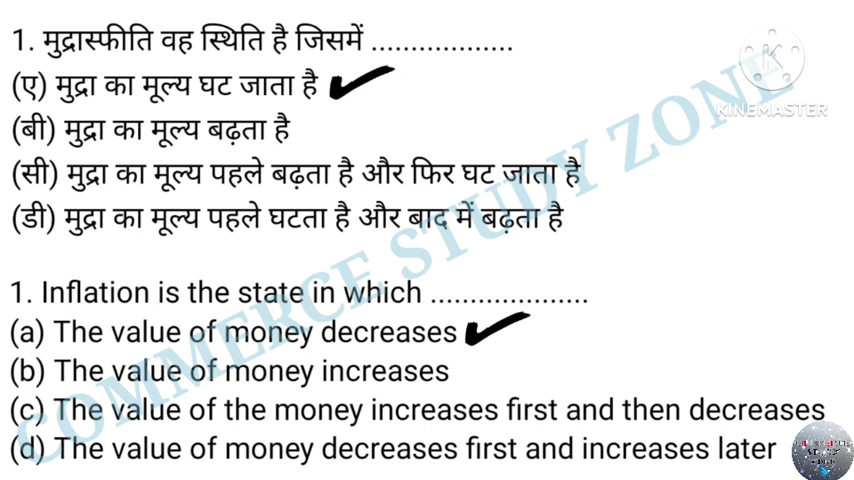 1. मुद्रास्फीति वह स्थिति है जिसमें ..................
(ए) मुद्रा का मूल्य घट जाता है
(बी) मुद्रा का मूल्य बढ़ता है
(सी) मुद्रा का मूल्य पहले बढ़ता है और फिर घट जाता है
(डी) मुद्रा का मूल्य पहले घटता है और बाद में बढ़ता है
1. Inflation is the state in which ....................
(a) The value of money decreases
(b) The value of money increases
(c) The value of the money increases first and then decreases
(d) The value of money decreases first and increases later
COMMERCE STUDY ZONE
K
KINEMASTER